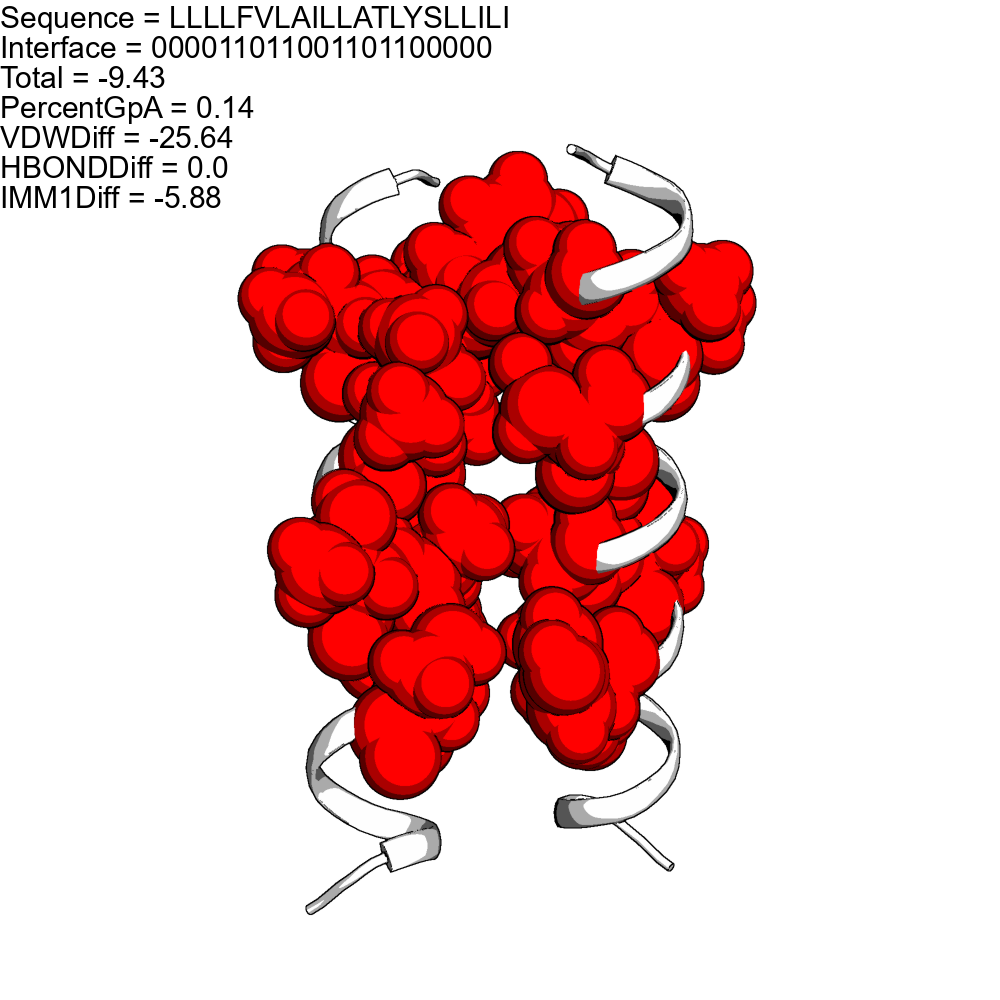 Sequence = LLLLFVLAILLATLYSLLILI
Interface = 000011011001101100000
Total = -9.43
PercentGpA = 0.14
VDWDiff = -25.64
HBONDDiff = 0.0
IMM1Diff = -5.88